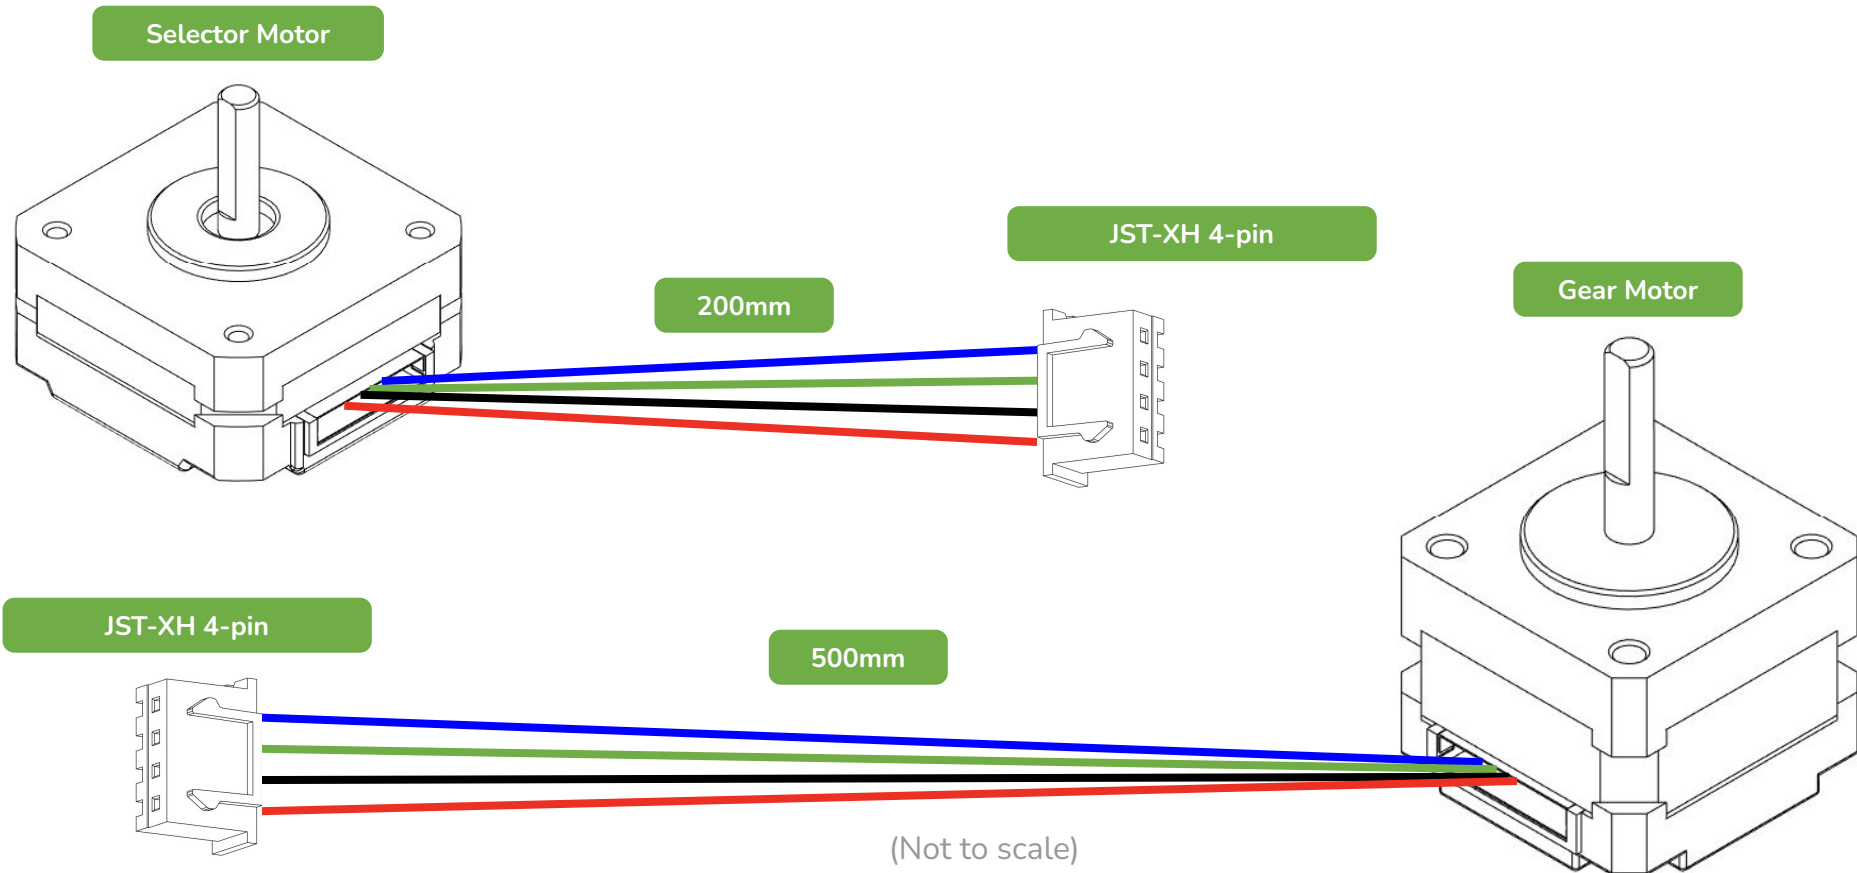 Selector Motor
JST-XH 4-pin
Gear Motor
200mm
JST-XH 4-pin
500mm
(Not to scale)